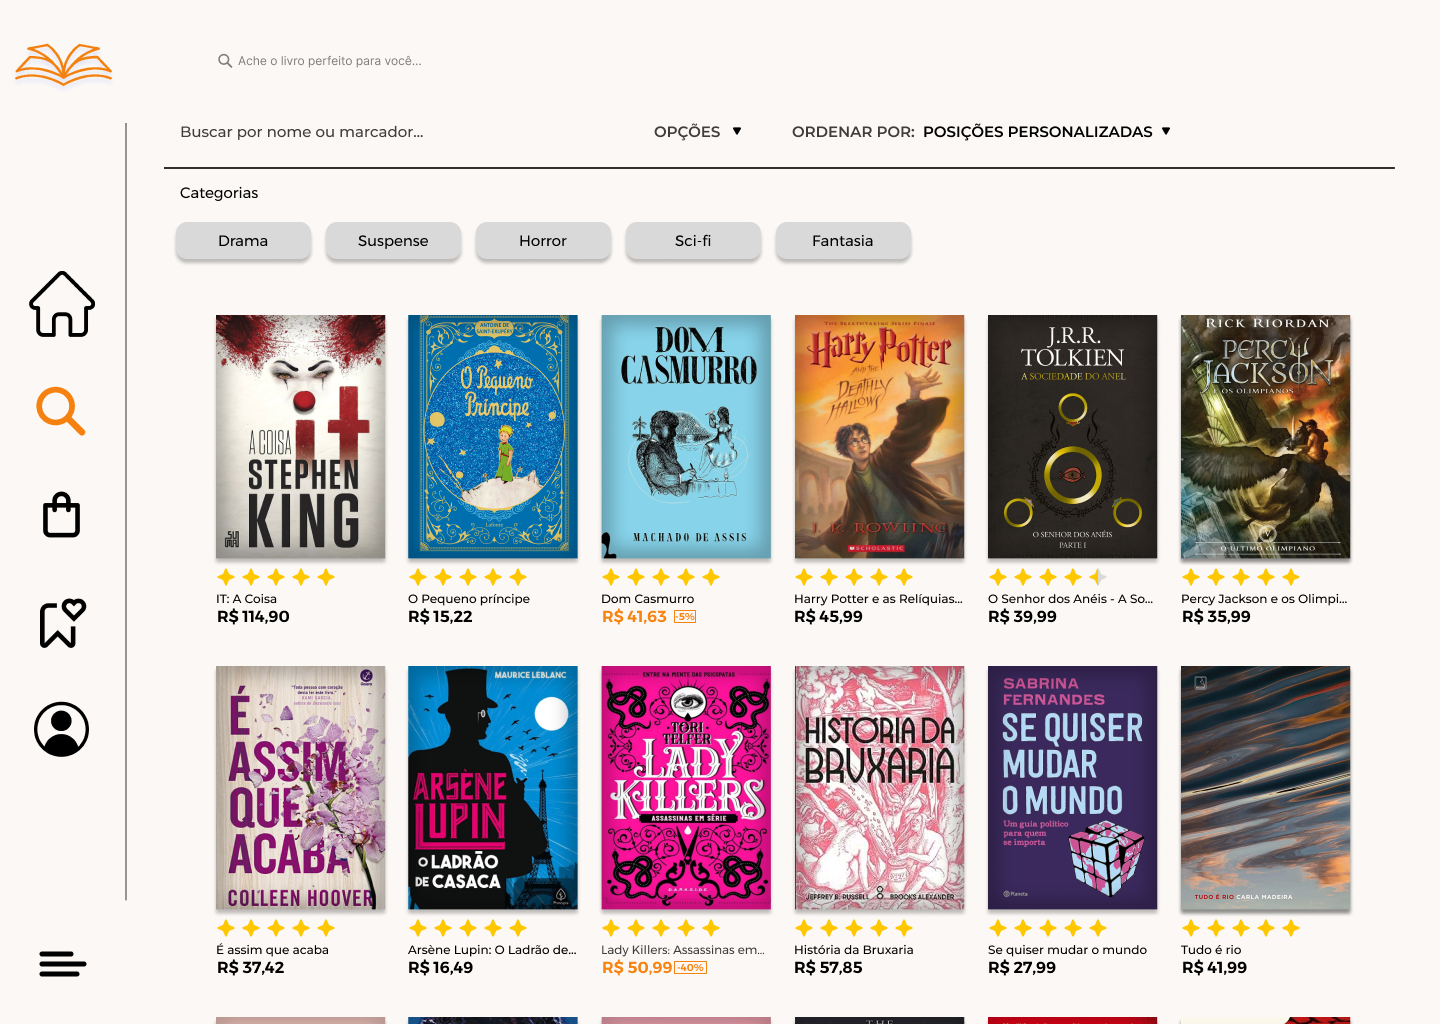 Ache o livro perfeito para você...
Buscar por nome ou marcador...
OPÇÕES ▼
ORDENAR POR: POSIÇÕES PERSONALIZADAS ▼
Categorias
Drama
Suspense
Horror
Sci-fi
Fantasia
A COISA
it
STEPHEN
KING
SUMA
ANTOINE DE
SAINT-EXUPÉRY
O Pequeno
Príncipe
Lafonte
DOM
CASMURRO
MACHADO DE ASSIS
Harry Potter
AND THE
DEATHLY
HALLOWS
J. K. ROWLING
SCHOLASTIC
J.R.R.
TOLKIEN
A SOCIEDADE DO ANEL
O SENHOR DOS ANÉIS
PARTE I
RICK RIORDAN
PERCY
JACKSON
E OS OLIMPIANOS
V
O ÚLTIMO OLIMPIANO
IT: A Coisa
R$ 114,90
O Pequeno príncipe
R$ 15,22
Dom Casmurro
R$ 41,63 -5%
Harry Potter e as Relíquias...
R$ 45,99
O Senhor dos Anéis - A So...
R$ 39,99
Percy Jackson e os Olimpi...
R$ 35,99
É
ASSIM
QUE
ACABA
COLLEEN HOOVER
MAURICE LEBLANC
ARSÈNE
LUPIN
O LADRÃO
DE CASACA
Principis
ENTRE NA MENTE DAS PSICOPATAS
TORI
TELFER
LADY
KILLERS
ASSASSINAS EM SÉRIE
DARKSIDE
HISTÓRIA DA
BRUXARIA
JEFFREY B. RUSSELL & BROOKS ALEXANDER
SABRINA
FERNANDES
SE QUISER
MUDAR
O MUNDO
Um guia político
para quem
se importa
Planeta
TUDO É RIO CARLA MADEIRA
É assim que acaba
R$ 37,42
Arsène Lupin: O Ladrão de...
R$ 16,49
Lady Killers: Assassinas em...
R$ 50,99 -40%
História da Bruxaria
R$ 57,85
Se quiser mudar o mundo
R$ 27,99
Tudo é rio
R$ 41,99
THE